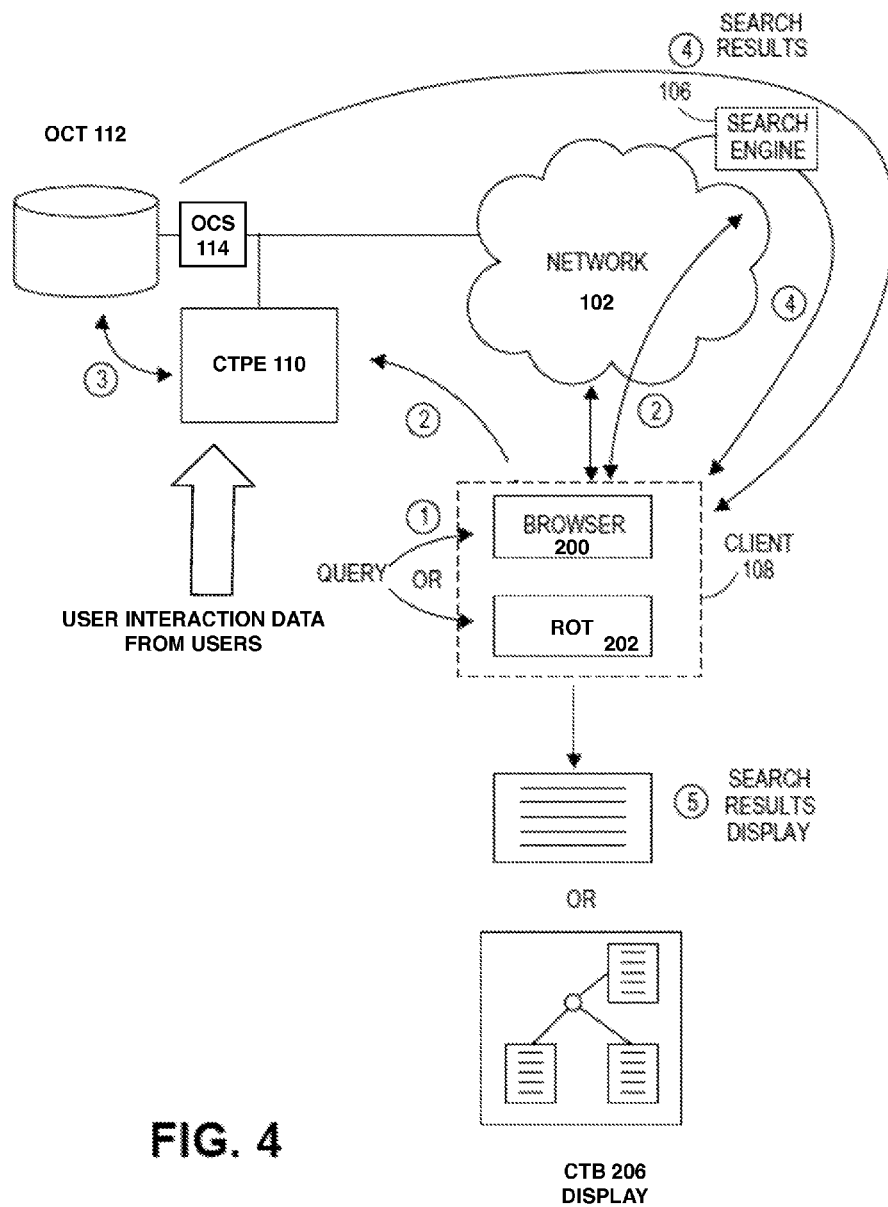 SEARCH
RESULTS
4
106
SEARCH
ENGINE
OCT 112
OCS
114
NETWORK
102
4
3
CTPE 110
2
2
1
BROWSER
200
QUERY OR
CLIENT
108
ROT
202
USER INTERACTION DATA
FROM USERS
5
SEARCH
RESULTS
DISPLAY
OR
FIG. 4
CTB 206
DISPLAY